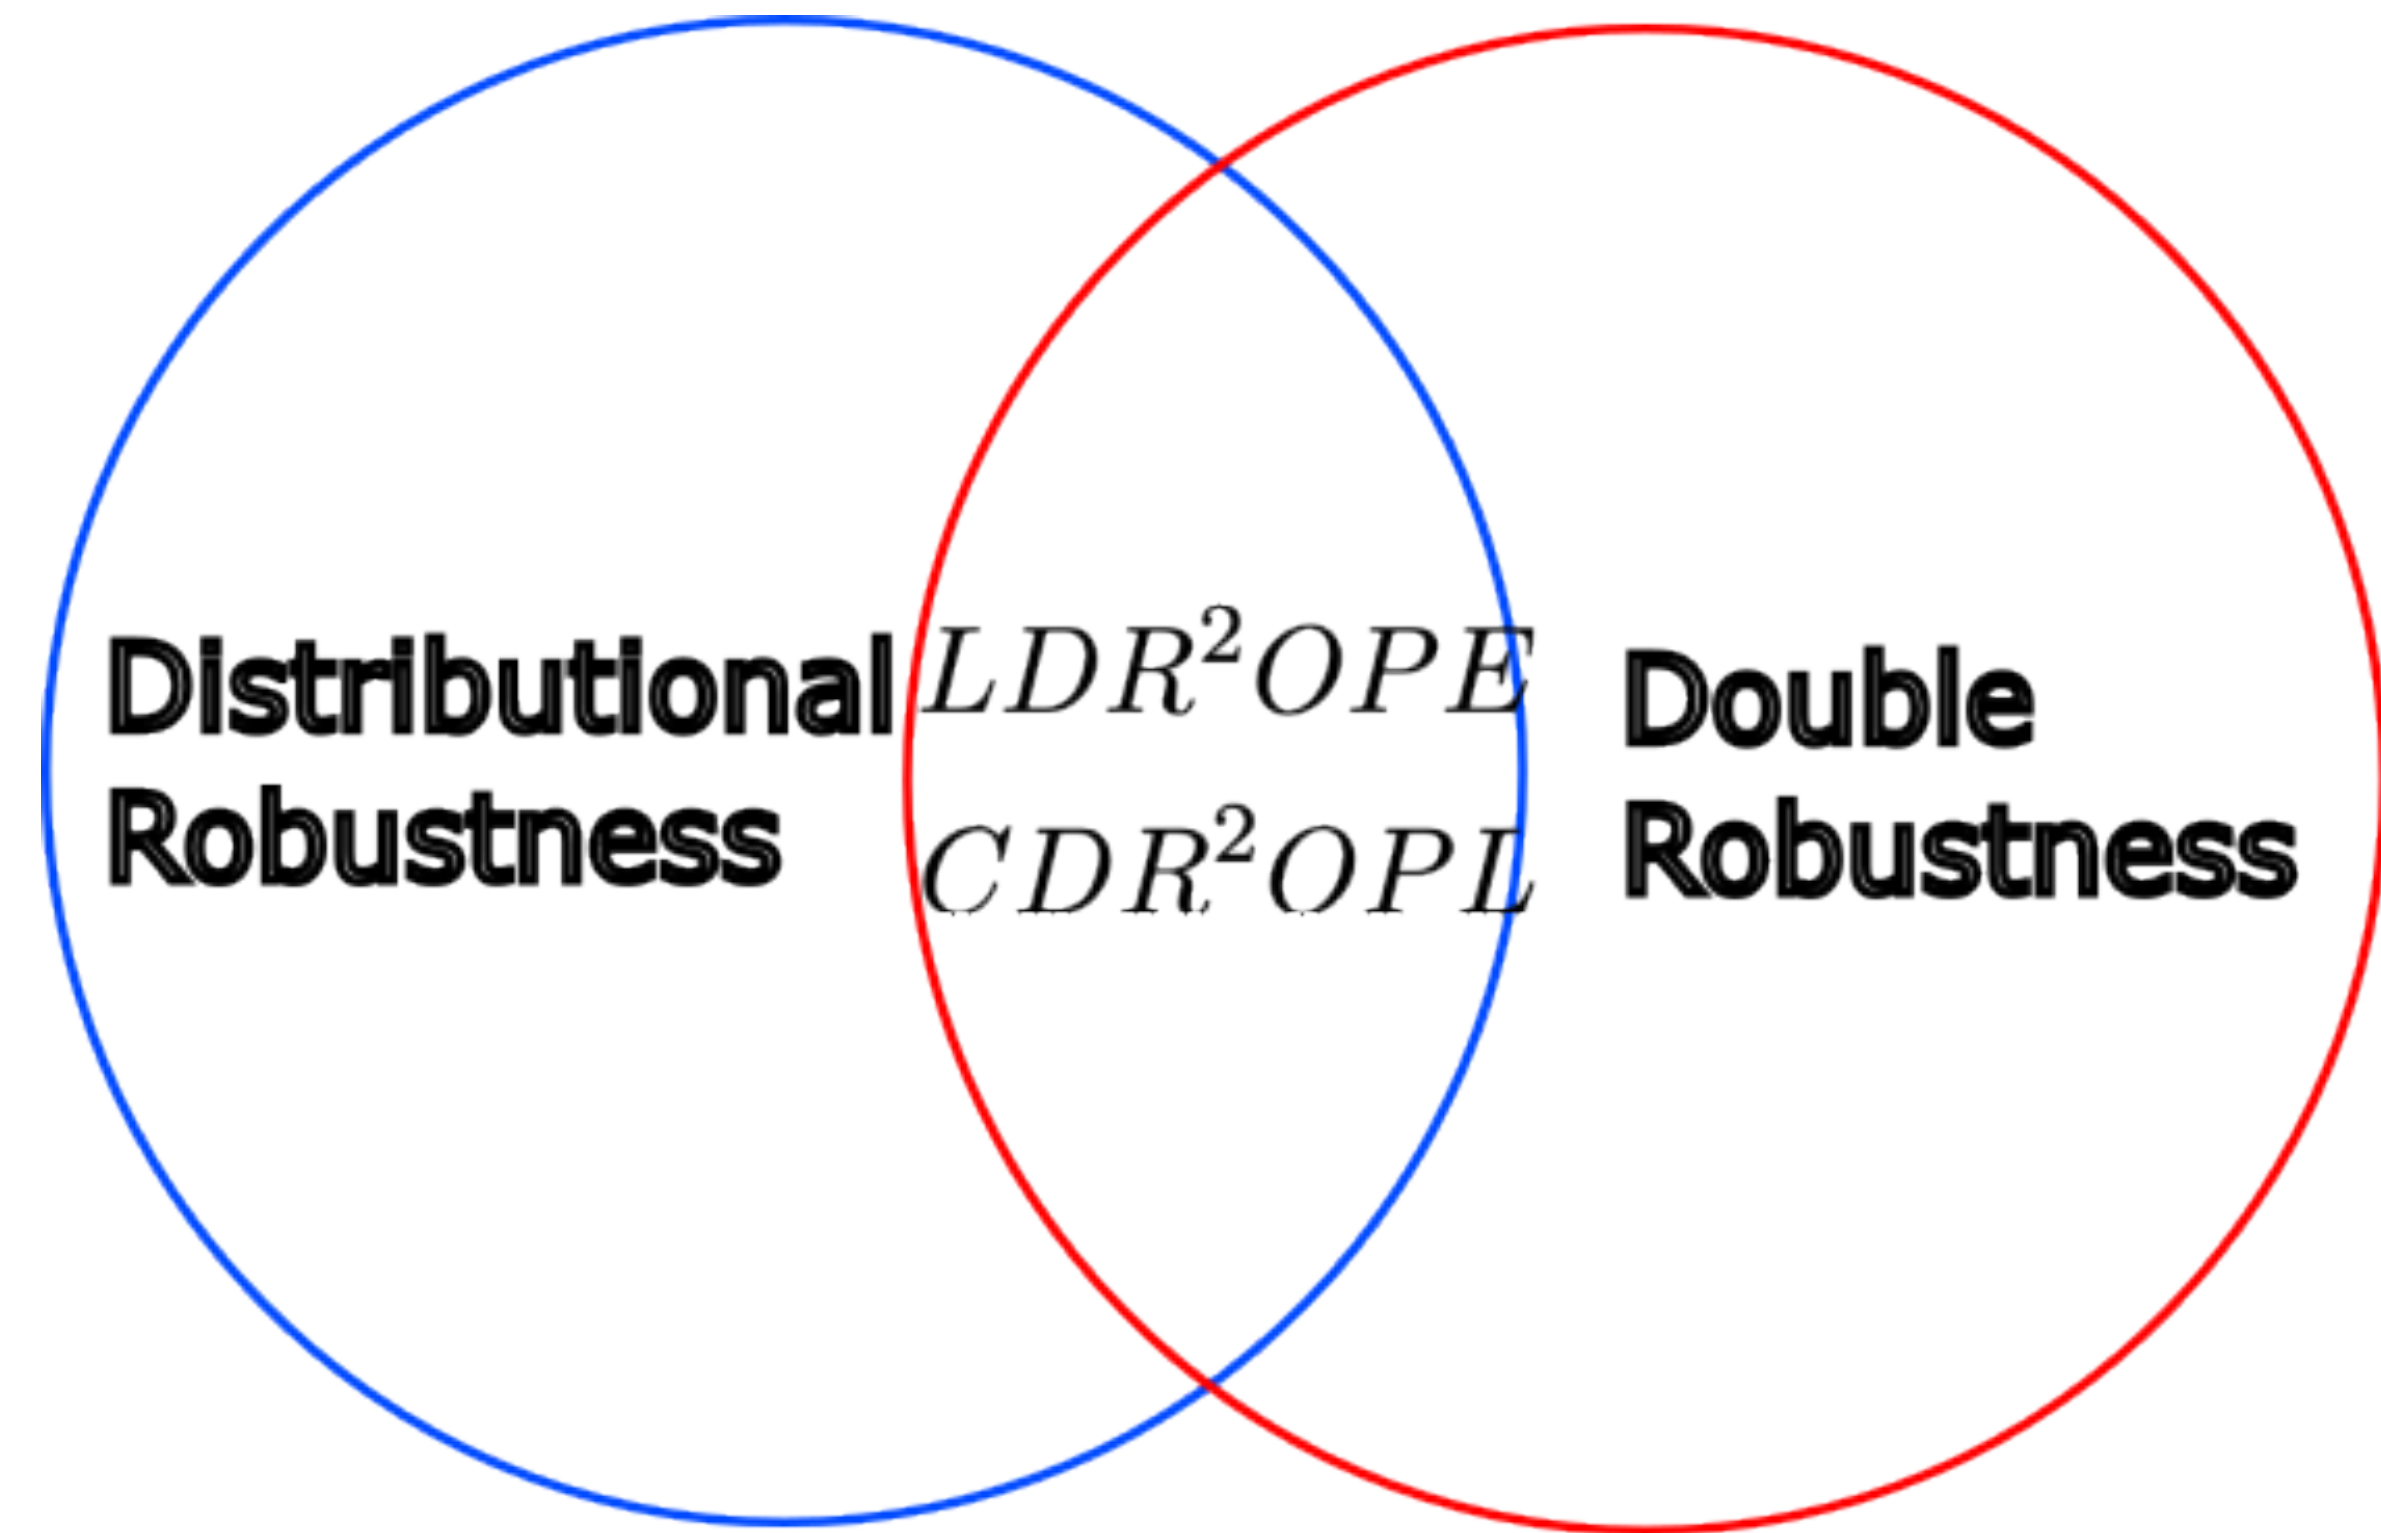 Distributional
Robustness
LDR²OPE
CDR²OPL
Double
Robustness